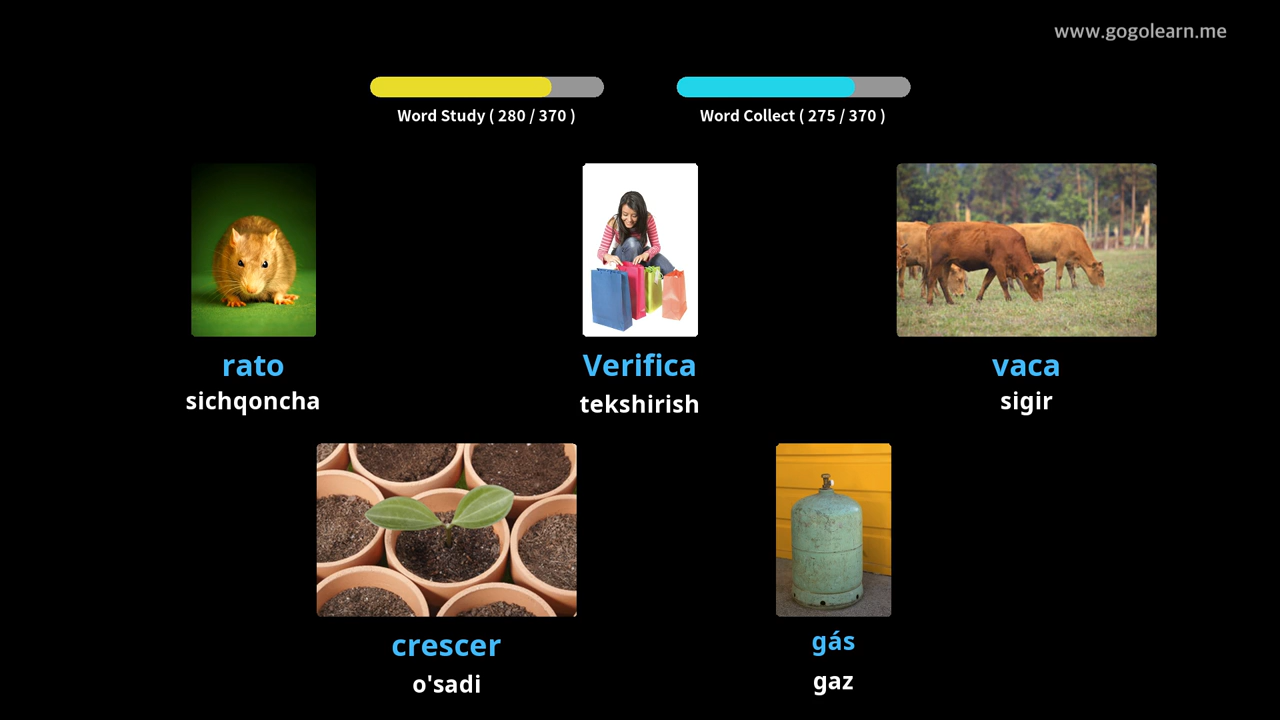 www.gogolearn.me
Word Study ( 280 / 370 )
Word Collect ( 275 / 370 )
rato
sichqoncha
Verifica
tekshirish
vaca
sigir
crescer
o'sadi
gás
gaz